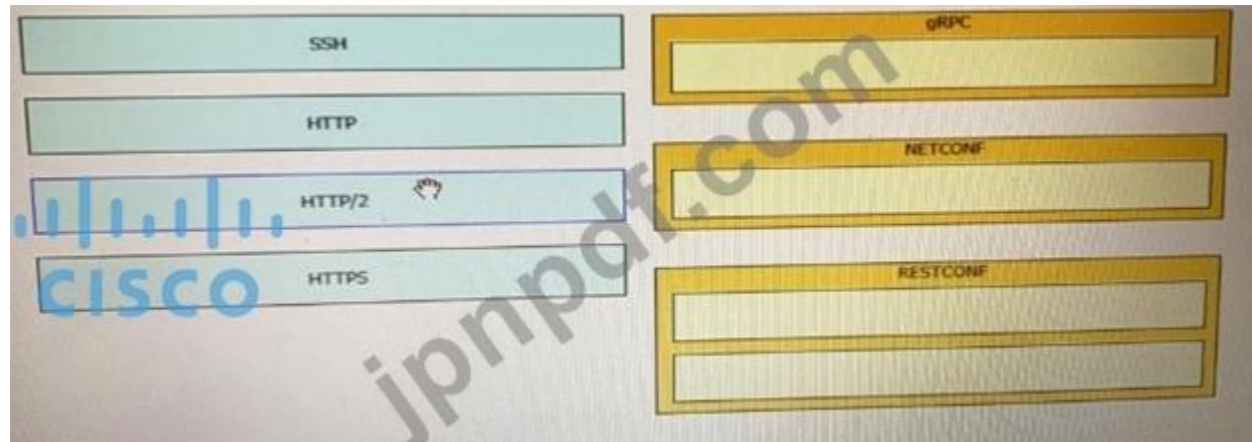 SSH
HTTP
HTTP/2
HTTPS
gRPC
NETCONF
RESTCONF
CISCO
jpnpdf.com